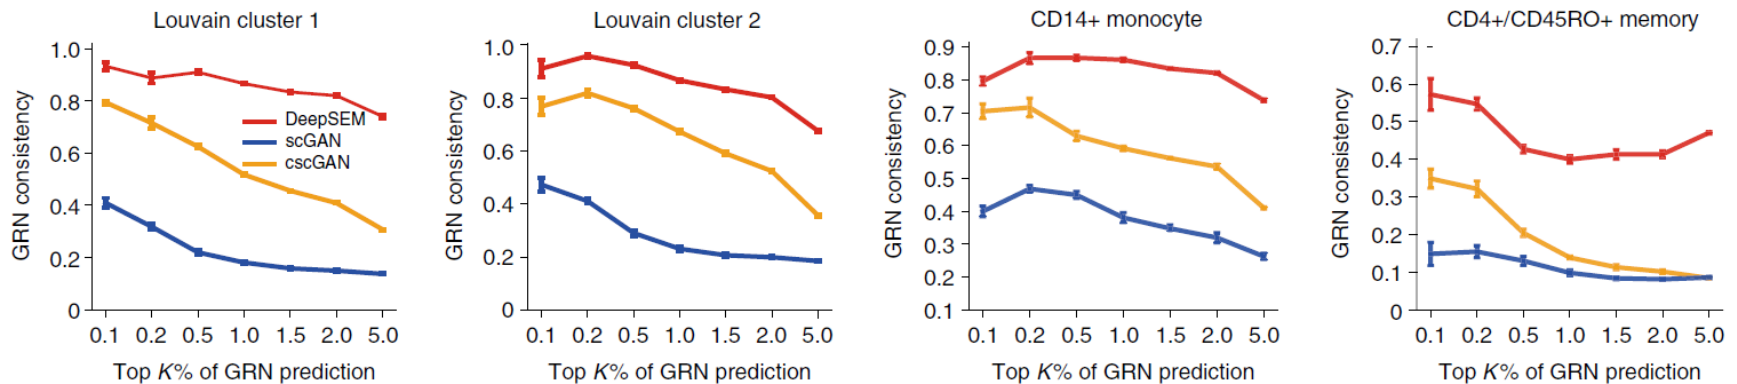 Louvain cluster 1
1.0
0.8
0.6
0.4
0.2
0
GRN consistency
DeepSEM
scGAN
cscGAN
0.1 0.2 0.5 1.0 1.5 2.0 5.0
Top K% of GRN prediction
Louvain cluster 2
1.0
0.8
0.6
0.4
0.2
0
GRN consistency
0.1 0.2 0.5 1.0 1.5 2.0 5.0
Top K% of GRN prediction
CD14+ monocyte
0.9
0.8
0.7
0.6
0.5
0.4
0.3
0.2
0.1
GRN consistency
0.1 0.2 0.5 1.0 1.5 2.0 5.0
Top K% of GRN prediction
CD4+/CD45RO+ memory
0.7
0.6
0.5
0.4
0.3
0.2
0.1
0
GRN consistency
0.1 0.2 0.5 1.0 1.5 2.0 5.0
Top K% of GRN prediction